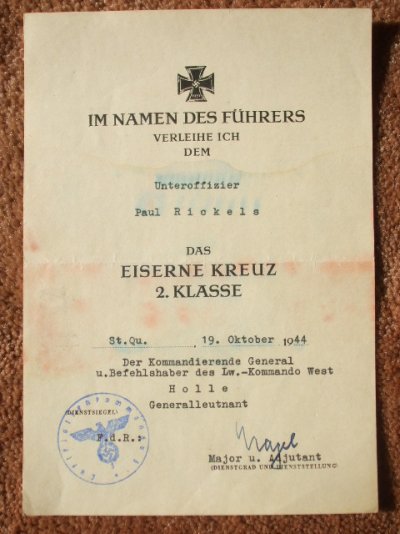 IM NAMEN DES FÜHRERS
VERLEIHE ICH
DEM
Unteroffizier
Paul Rickels
DAS
EISERNE KREUZ
2. KLASSE
St.Qu. , 19. Oktober 1944
Der Kommandierende General
u.Befehlshaber des Lw.-Kommando West
Holle
Generalleutnant
(DIENSTSIEGEL)
F.d.R.:
Major u. Adjutant
(DIENSTGRAD UND DIENSTSTELLUNG)